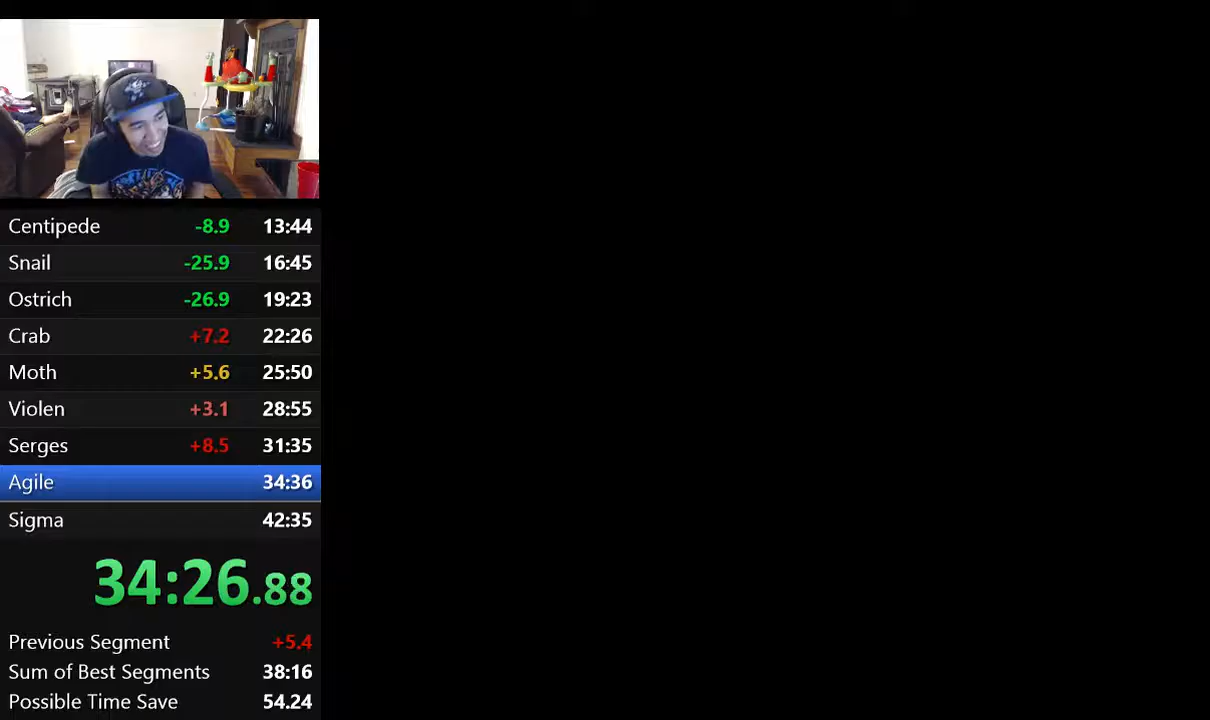 Centipede -8.9 13:44
Snail -25.9 16:45
Ostrich -26.9 19:23
Crab +7.2 22:26
Moth +5.6 25:50
Violen +3.1 28:55
Serges +8.5 31:35
Agile 34:36
Sigma 42:35
34:26.88
Previous Segment +5.4
Sum of Best Segments 38:16
Possible Time Save 54.24